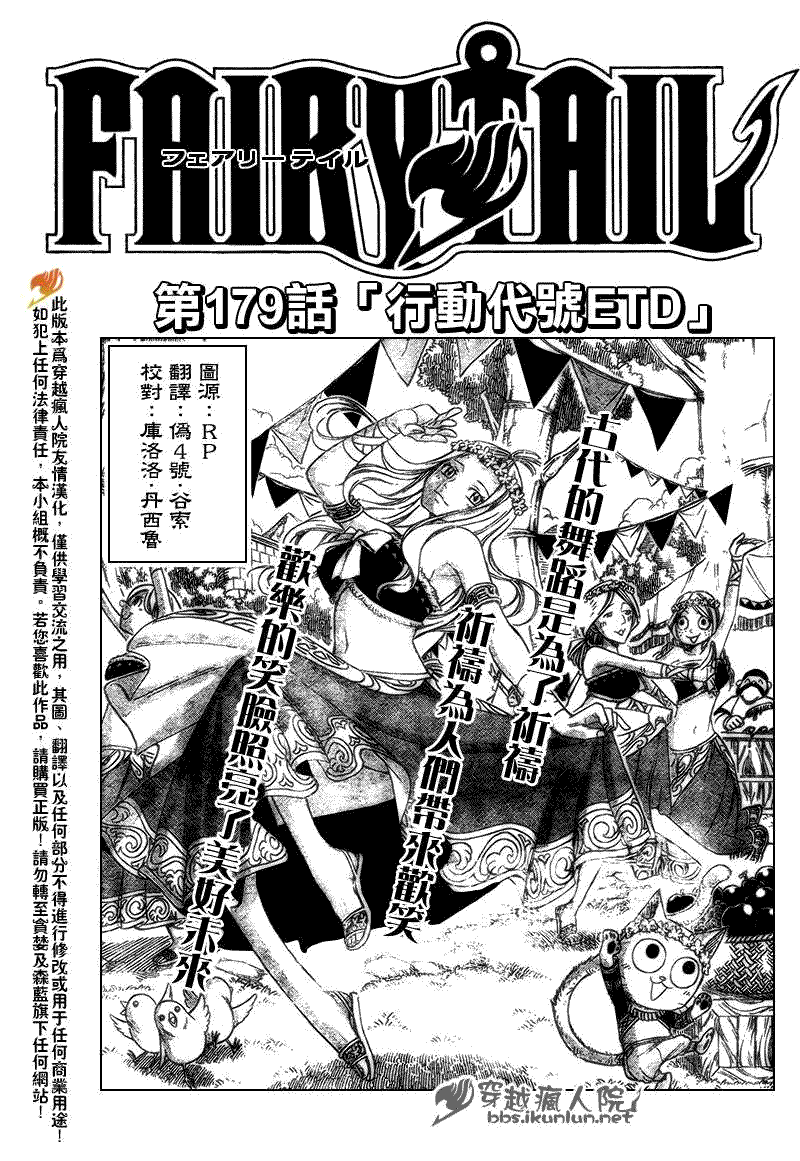 FAIRY TAIL
フェアリーテイル
第179話「行動代號ETD」
圖源：RP
翻譯：偽4號·谷索
校對：庫洛洛·丹西魯
古代的舞蹈是為了祈禱
祈禱為人們帶來歡笑
歡樂的笑臉照亮了美好未來
此版本爲穿越瘋人院友情漢化，僅供學習交流之用，其圖、翻譯以及任何部分不得進行修改或用于任何商業用途！
如犯上任何法律責任，本小組概不負責。若您喜歡此作品，請購買正版！請勿轉至貪婪及森藍旗下任何網站！
穿越瘋人院
bbs.ikunlun.net